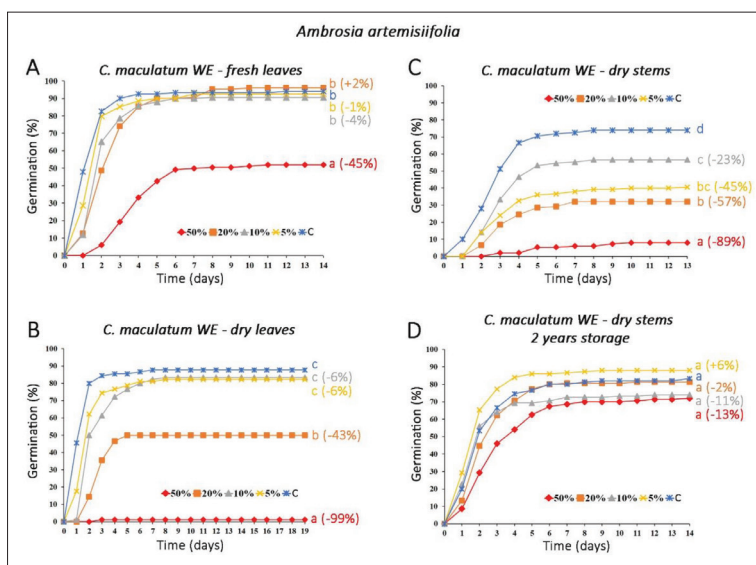 Ambrosia artemisiifolia
A
C. maculatum WE - fresh leaves
Germination (%)
100
90
80
70
60
50
40
30
20
10
0
b (+2%)
b
b (-1%)
b (-4%)
a (-45%)
50% 20% 10% 5% C
0 1 2 3 4 5 6 7 8 9 10 11 12 13 14
Time (days)
C
C. maculatum WE - dry stems
Germination (%)
100
90
80
70
60
50
40
30
20
10
0
d
c (-23%)
bc (-45%)
b (-57%)
a (-89%)
50% 20% 10% 5% C
0 1 2 3 4 5 6 7 8 9 10 11 12 13
Time (days)
B
C. maculatum WE - dry leaves
Germination (%)
100
90
80
70
60
50
40
30
20
10
0
c
c (-6%)
c (-6%)
b (-43%)
a (-99%)
50% 20% 10% 5% C
0 1 2 3 4 5 6 7 8 9 10 11 12 13 14 15 16 17 18 19
Time (days)
D
C. maculatum WE - dry stems
2 years storage
Germination (%)
100
90
80
70
60
50
40
30
20
10
0
a (+6%)
a
a (-2%)
a (-11%)
a (-13%)
50% 20% 10% 5% C
0 1 2 3 4 5 6 7 8 9 10 11 12 13 14
Time (days)